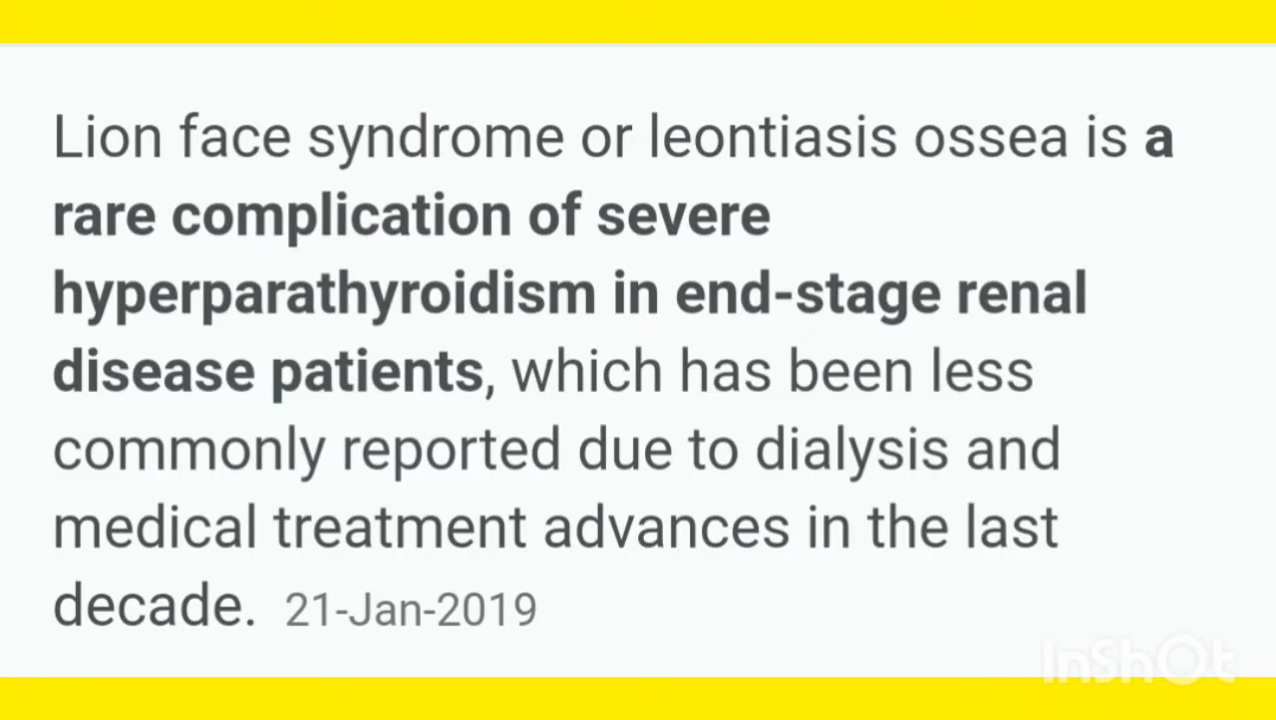 Lion face syndrome or leontiasis ossea is a
rare complication of severe
hyperparathyroidism in end-stage renal
disease patients, which has been less
commonly reported due to dialysis and
medical treatment advances in the last
decade. 21-Jan-2019
InShOt